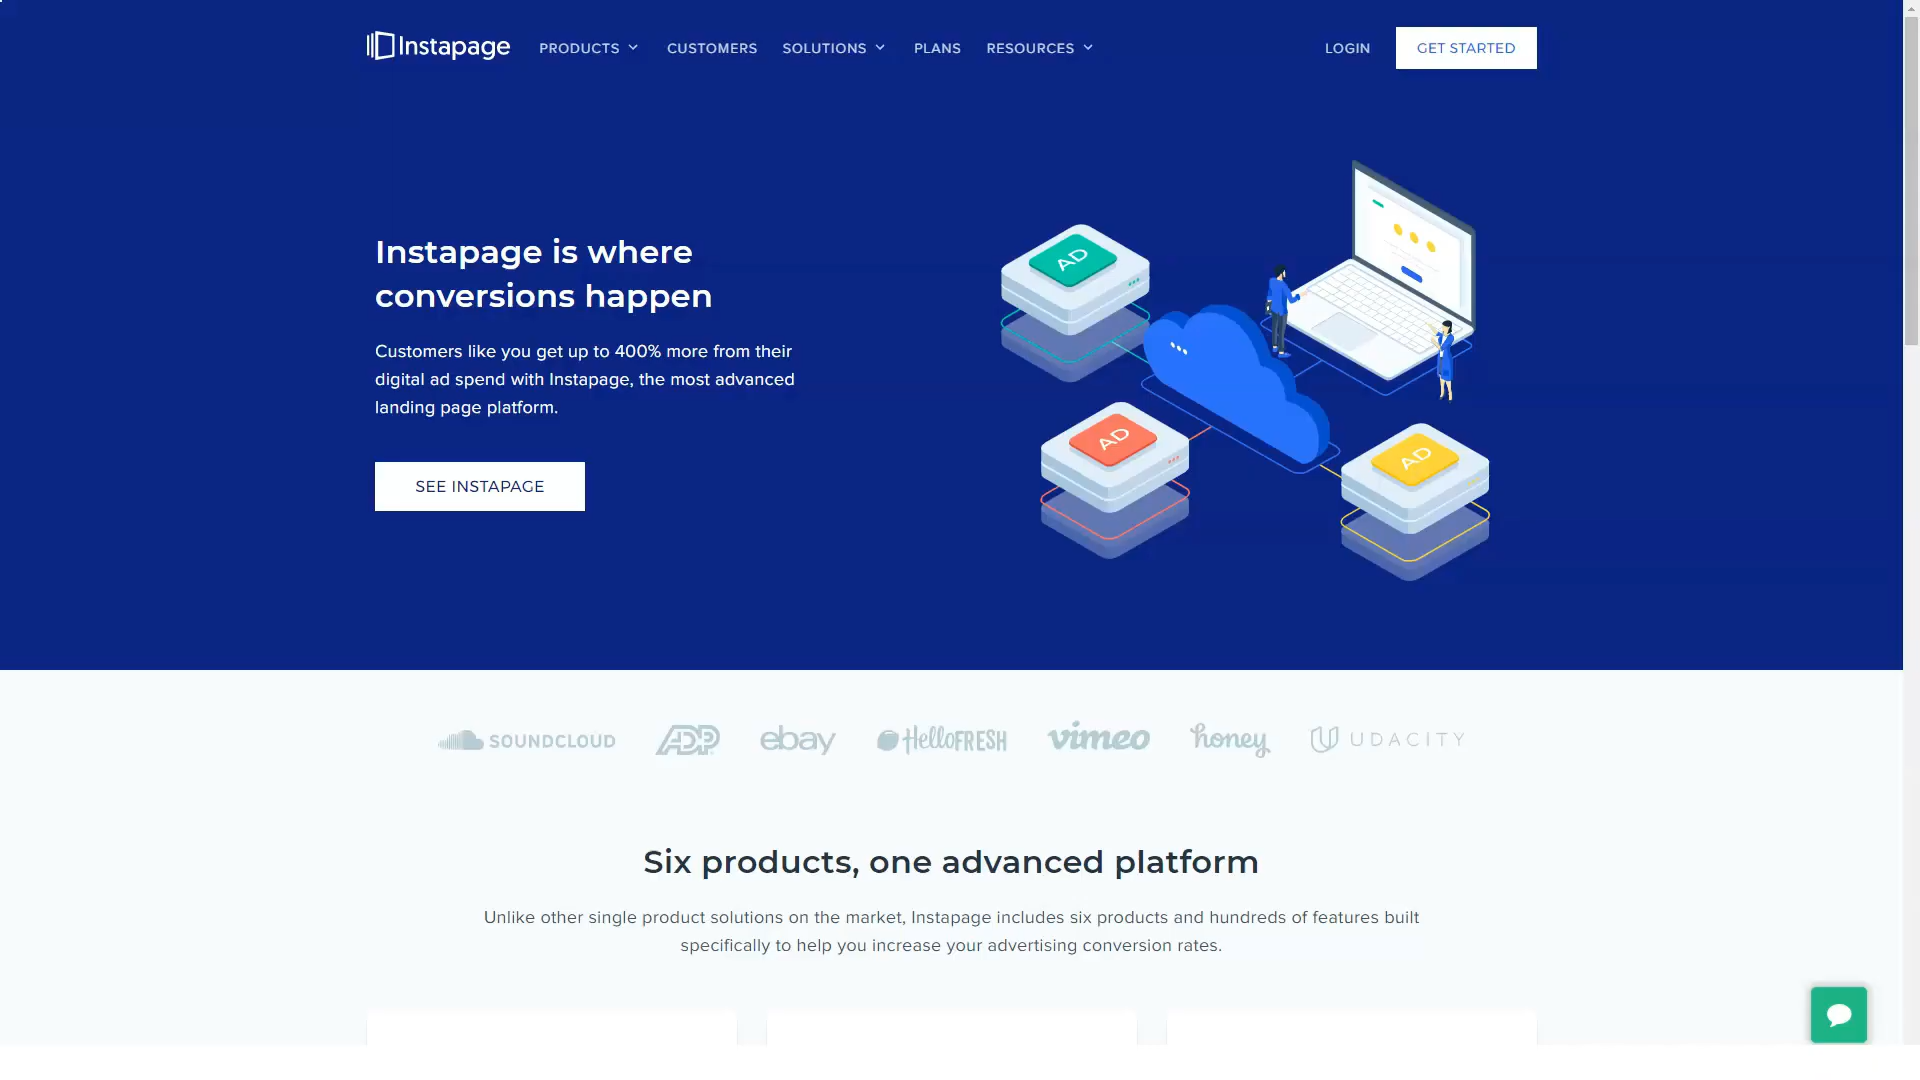 Instapage
PRODUCTS
CUSTOMERS
SOLUTIONS
PLANS
RESOURCES
LOGIN
GET STARTED
Instapage is where
conversions happen
Customers like you get up to 400% more from their
digital ad spend with Instapage, the most advanced
landing page platform.
SEE INSTAPAGE
AD
AD
AD
SOUNDCLOUD
ADP
ebay
HelloFRESH
vimeo
honey
UDACITY
Six products, one advanced platform
Unlike other single product solutions on the market, Instapage includes six products and hundreds of features built
specifically to help you increase your advertising conversion rates.